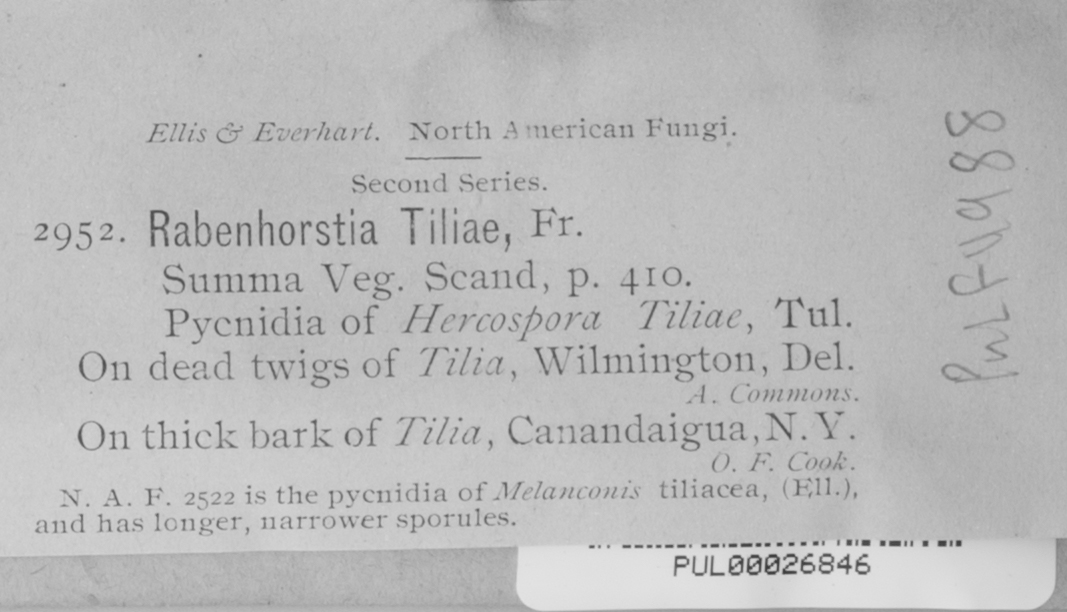 Ellis & Everhart. North American Fungi.
Second Series.
2952. Rabenhorstia Tiliae, Fr.
Summa Veg. Scand, p. 410.
Pycnidia of Hercospora Tiliae, Tul.
On dead twigs of Tilia, Wilmington, Del.
A. Commons.
On thick bark of Tilia, Canandaigua, N. Y.
O. F. Cook.
N. A. F. 2522 is the pycnidia of Melanconis tiliacea, (Ell.),
and has longer, narrower sporules.
PUL00026846